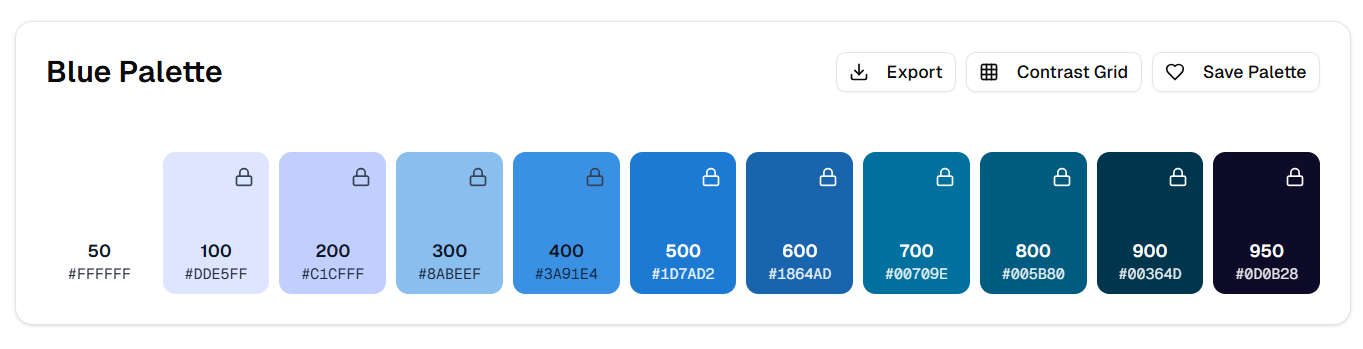 Blue Palette
Export
Contrast Grid
Save Palette
50
#FFFFFF
100
#DDE5FF
200
#C1CFFF
300
#8ABEEF
400
#3A91E4
500
#1D7AD2
600
#1864AD
700
#00709E
800
#005B80
900
#00364D
950
#0D0B28